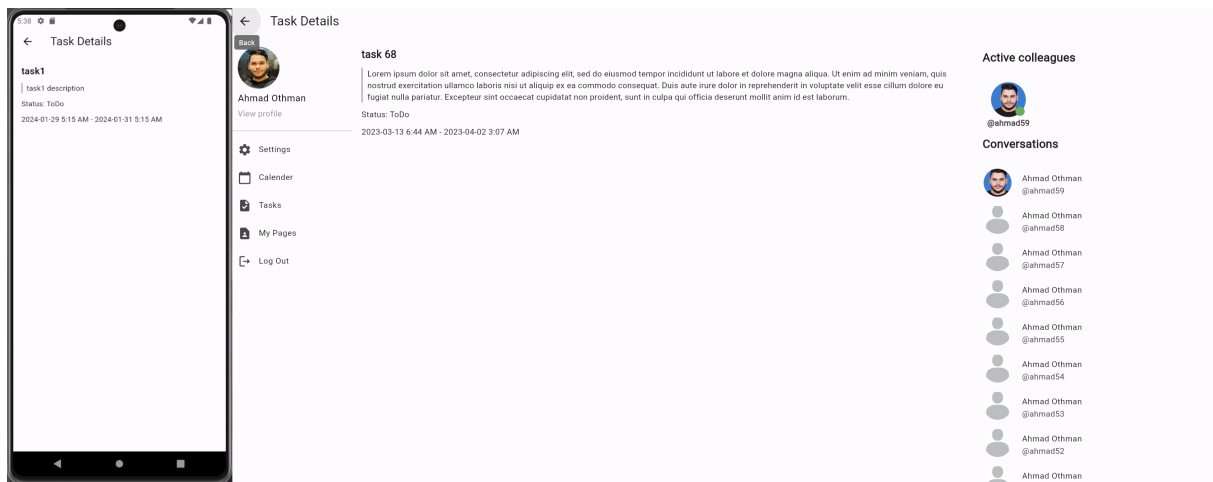 5:38
Task Details
task1
task1 description
Status: ToDo
2024-01-29 5:15 AM - 2024-01-31 5:15 AM
Task Details
Back
Ahmad Othman
View profile
Settings
Calender
Tasks
My Pages
Log Out
task 68
Lorem ipsum dolor sit amet, consectetur adipiscing elit, sed do eiusmod tempor incididunt ut labore et dolore magna aliqua. Ut enim ad minim veniam, quis
nostrud exercitation ullamco laboris nisi ut aliquip ex ea commodo consequat. Duis aute irure dolor in reprehenderit in voluptate velit esse cillum dolore eu
fugiat nulla pariatur. Excepteur sint occaecat cupidatat non proident, sunt in culpa qui officia deserunt mollit anim id est laborum.
Status: ToDo
2023-03-13 6:44 AM - 2023-04-02 3:07 AM
Active colleagues
@ahmad59
Conversations
Ahmad Othman
@ahmad59
Ahmad Othman
@ahmad58
Ahmad Othman
@ahmad57
Ahmad Othman
@ahmad56
Ahmad Othman
@ahmad55
Ahmad Othman
@ahmad54
Ahmad Othman
@ahmad53
Ahmad Othman
@ahmad52
Ahmad Othman